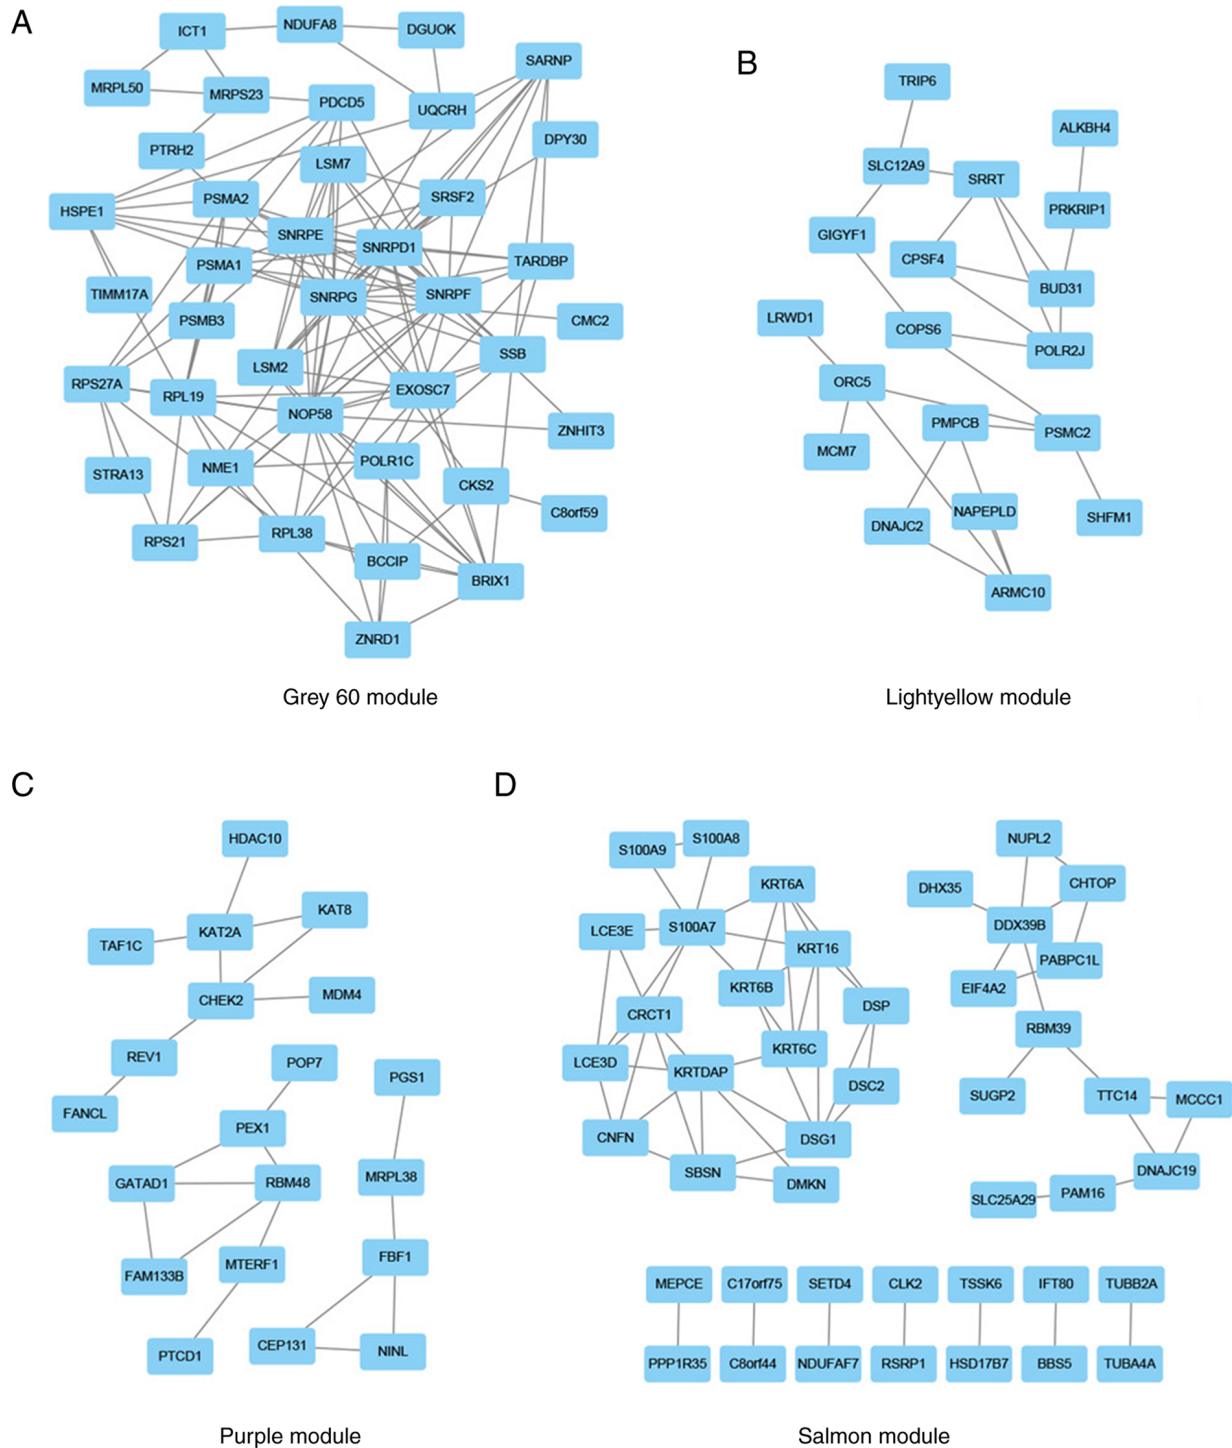 A
ICT1
NDUFA8
DGUOK
SARNP
MRPL50
MRPS23
PDCD5
UQCRH
DPY30
PTRH2
LSM7
HSPE1
PSMA2
SRSF2
SNRPE
SNRPD1
PSMA1
TARDBP
TIMM17A
SNRPG
SNRPF
PSMB3
CMC2
LSM2
SSB
RPS27A
RPL19
EXOSC7
NOP58
ZNHIT3
STRA13
NME1
POLR1C
CKS2
C8orf59
RPS21
RPL38
BCCIP
BRIX1
ZNRD1
Grey 60 module
B
TRIP6
ALKBH4
SLC12A9
SRRT
PRKRIP1
GIGYF1
CPSF4
BUD31
LRWD1
COPS6
POLR2J
ORC5
PMPCB
PSMC2
MCM7
DNAJC2
NAPEPLD
SHFM1
ARMC10
Lightyellow module
C
HDAC10
KAT8
TAF1C
KAT2A
CHEK2
MDM4
REV1
POP7
PGS1
FANCL
PEX1
GATAD1
RBM48
MRPL38
FAM133B
MTERF1
FBF1
PTCD1
CEP131
NINL
Purple module
D
S100A9
S100A8
KRT6A
LCE3E
S100A7
KRT16
KRT6B
DSP
CRCT1
LCE3D
KRTDAP
KRT6C
DSC2
CNFN
DSG1
SBSN
DMKN
NUPL2
DHX35
CHTOP
DDX39B
PABPC1L
EIF4A2
RBM39
SUGP2
TTC14
MCCC1
DNAJC19
SLC25A29
PAM16
MEPCE
C17orf75
SETD4
CLK2
TSSK6
IFT80
TUBB2A
PPP1R35
C8orf44
NDUFAF7
RSRP1
HSD17B7
BBS5
TUBA4A
Salmon module